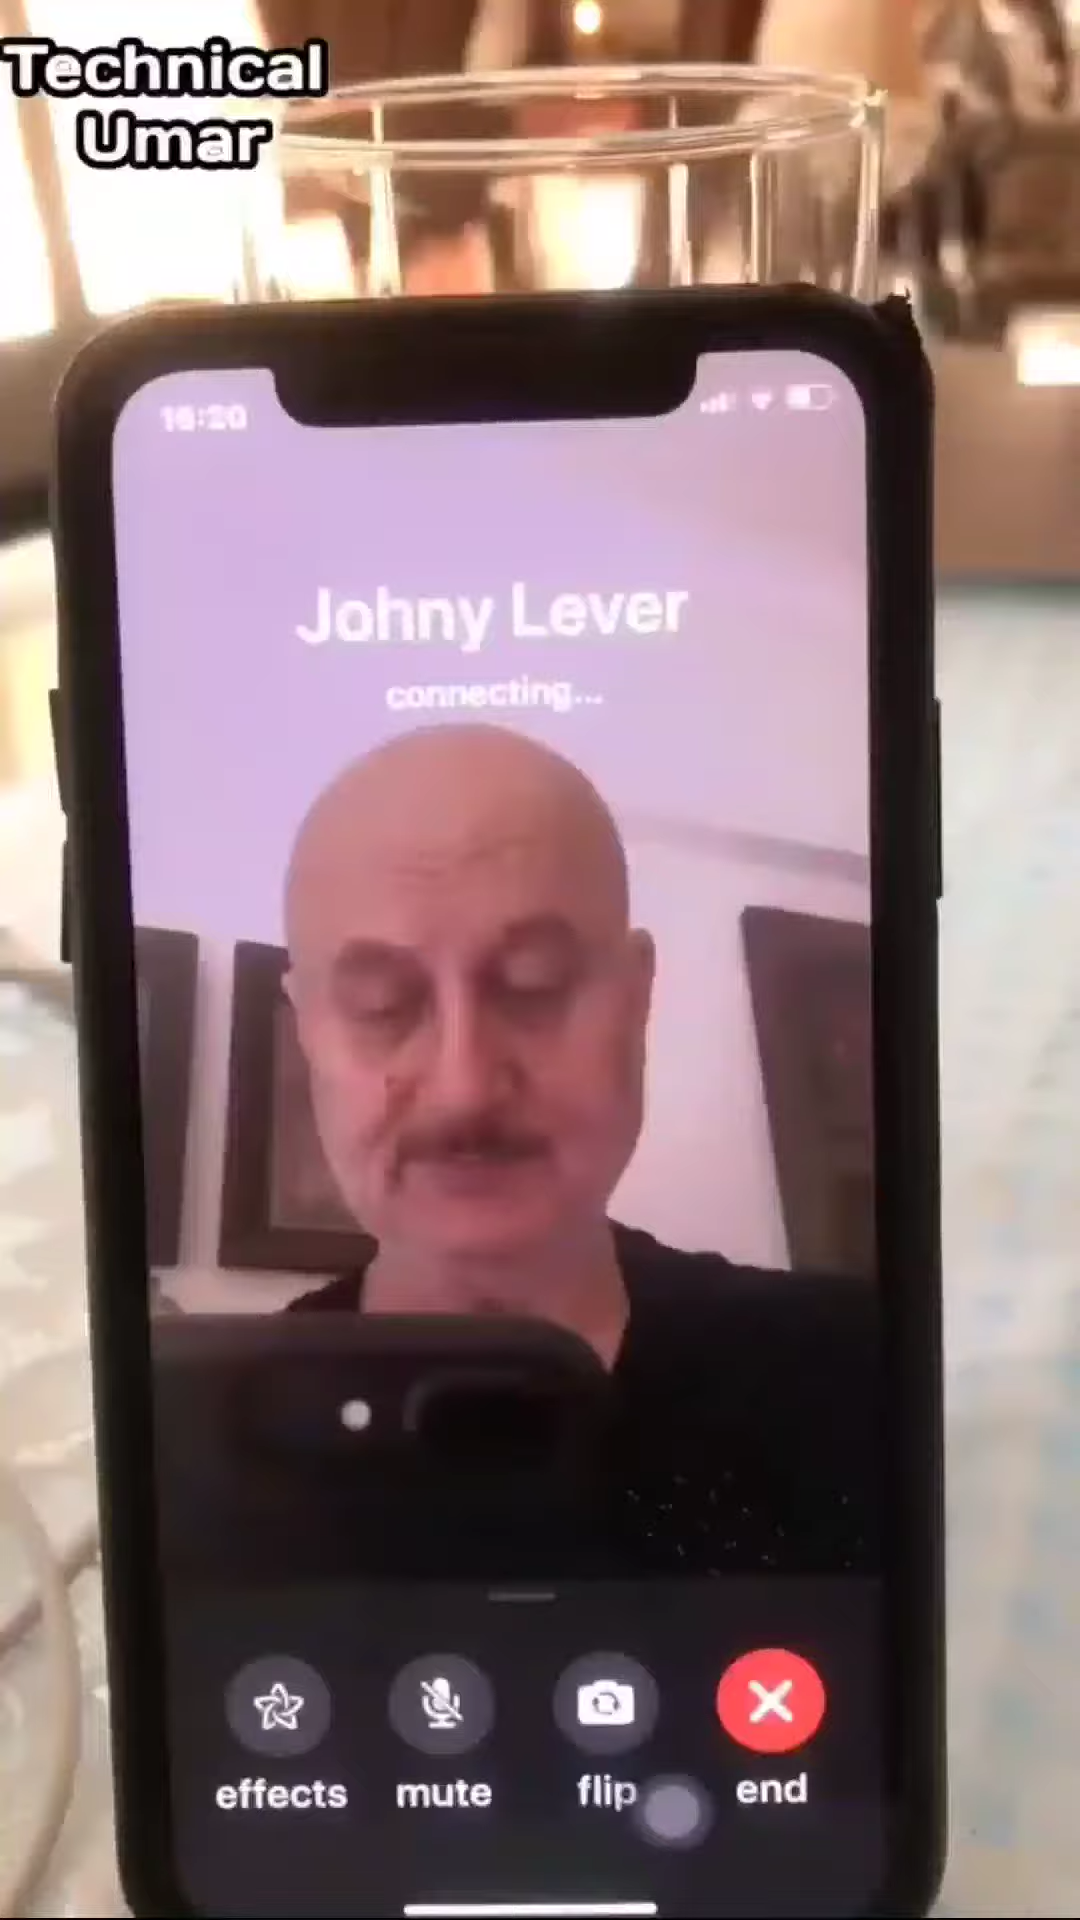 Technical
Umar
16:20
Johny Lever
connecting...
effects
mute
flip
end